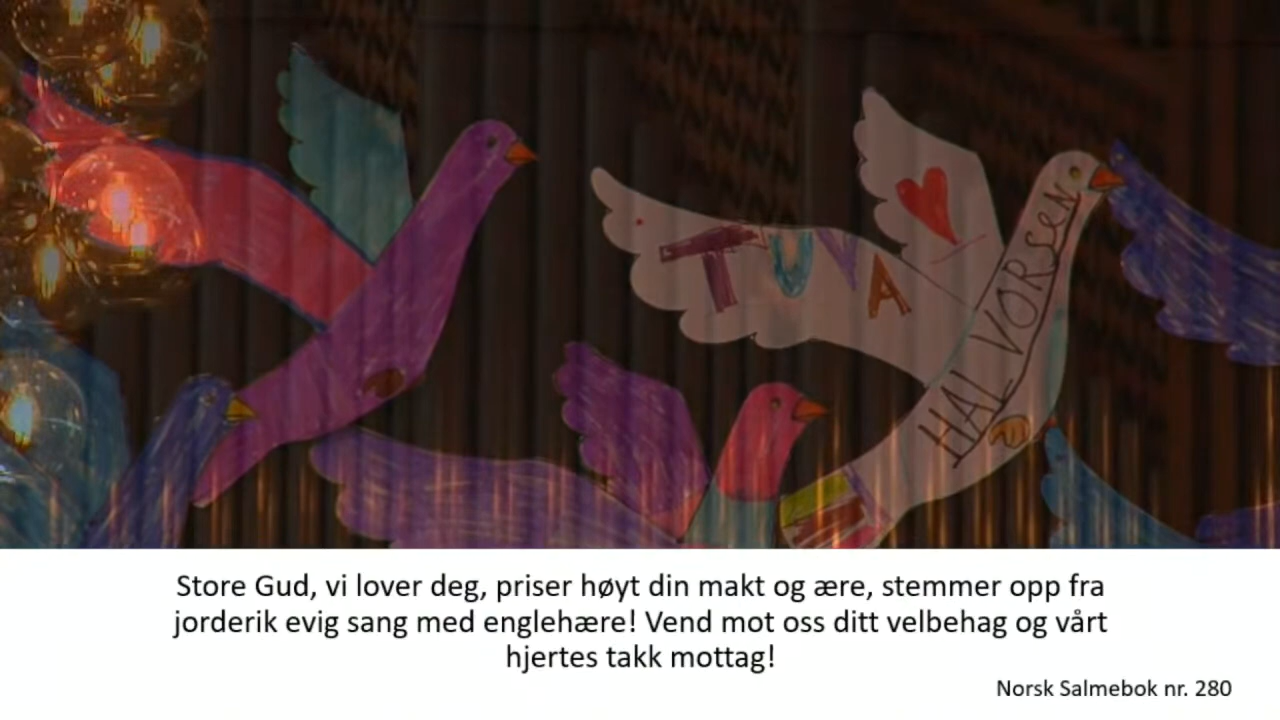 TUVA
HALVORSEN
Store Gud, vi lover deg, priser høyt din makt og ære, stemmer opp fra
jorderik evig sang med englehære! Vend mot oss ditt velbehag og vårt
hjertes takk mottag!
Norsk Salmebok nr. 280